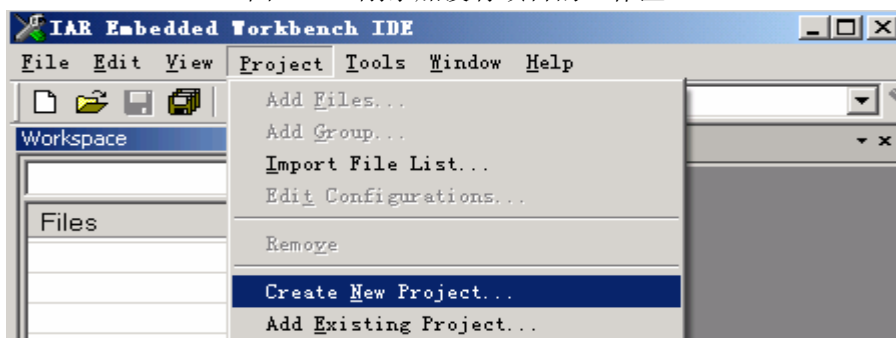 IAR Embedded Workbench IDE
File Edit View Project Tools Window Help
Add Files...
Add Group...
Workspace
Import File List...
Edit Configurations...
Files
Remove
Create New Project...
Add Existing Project...